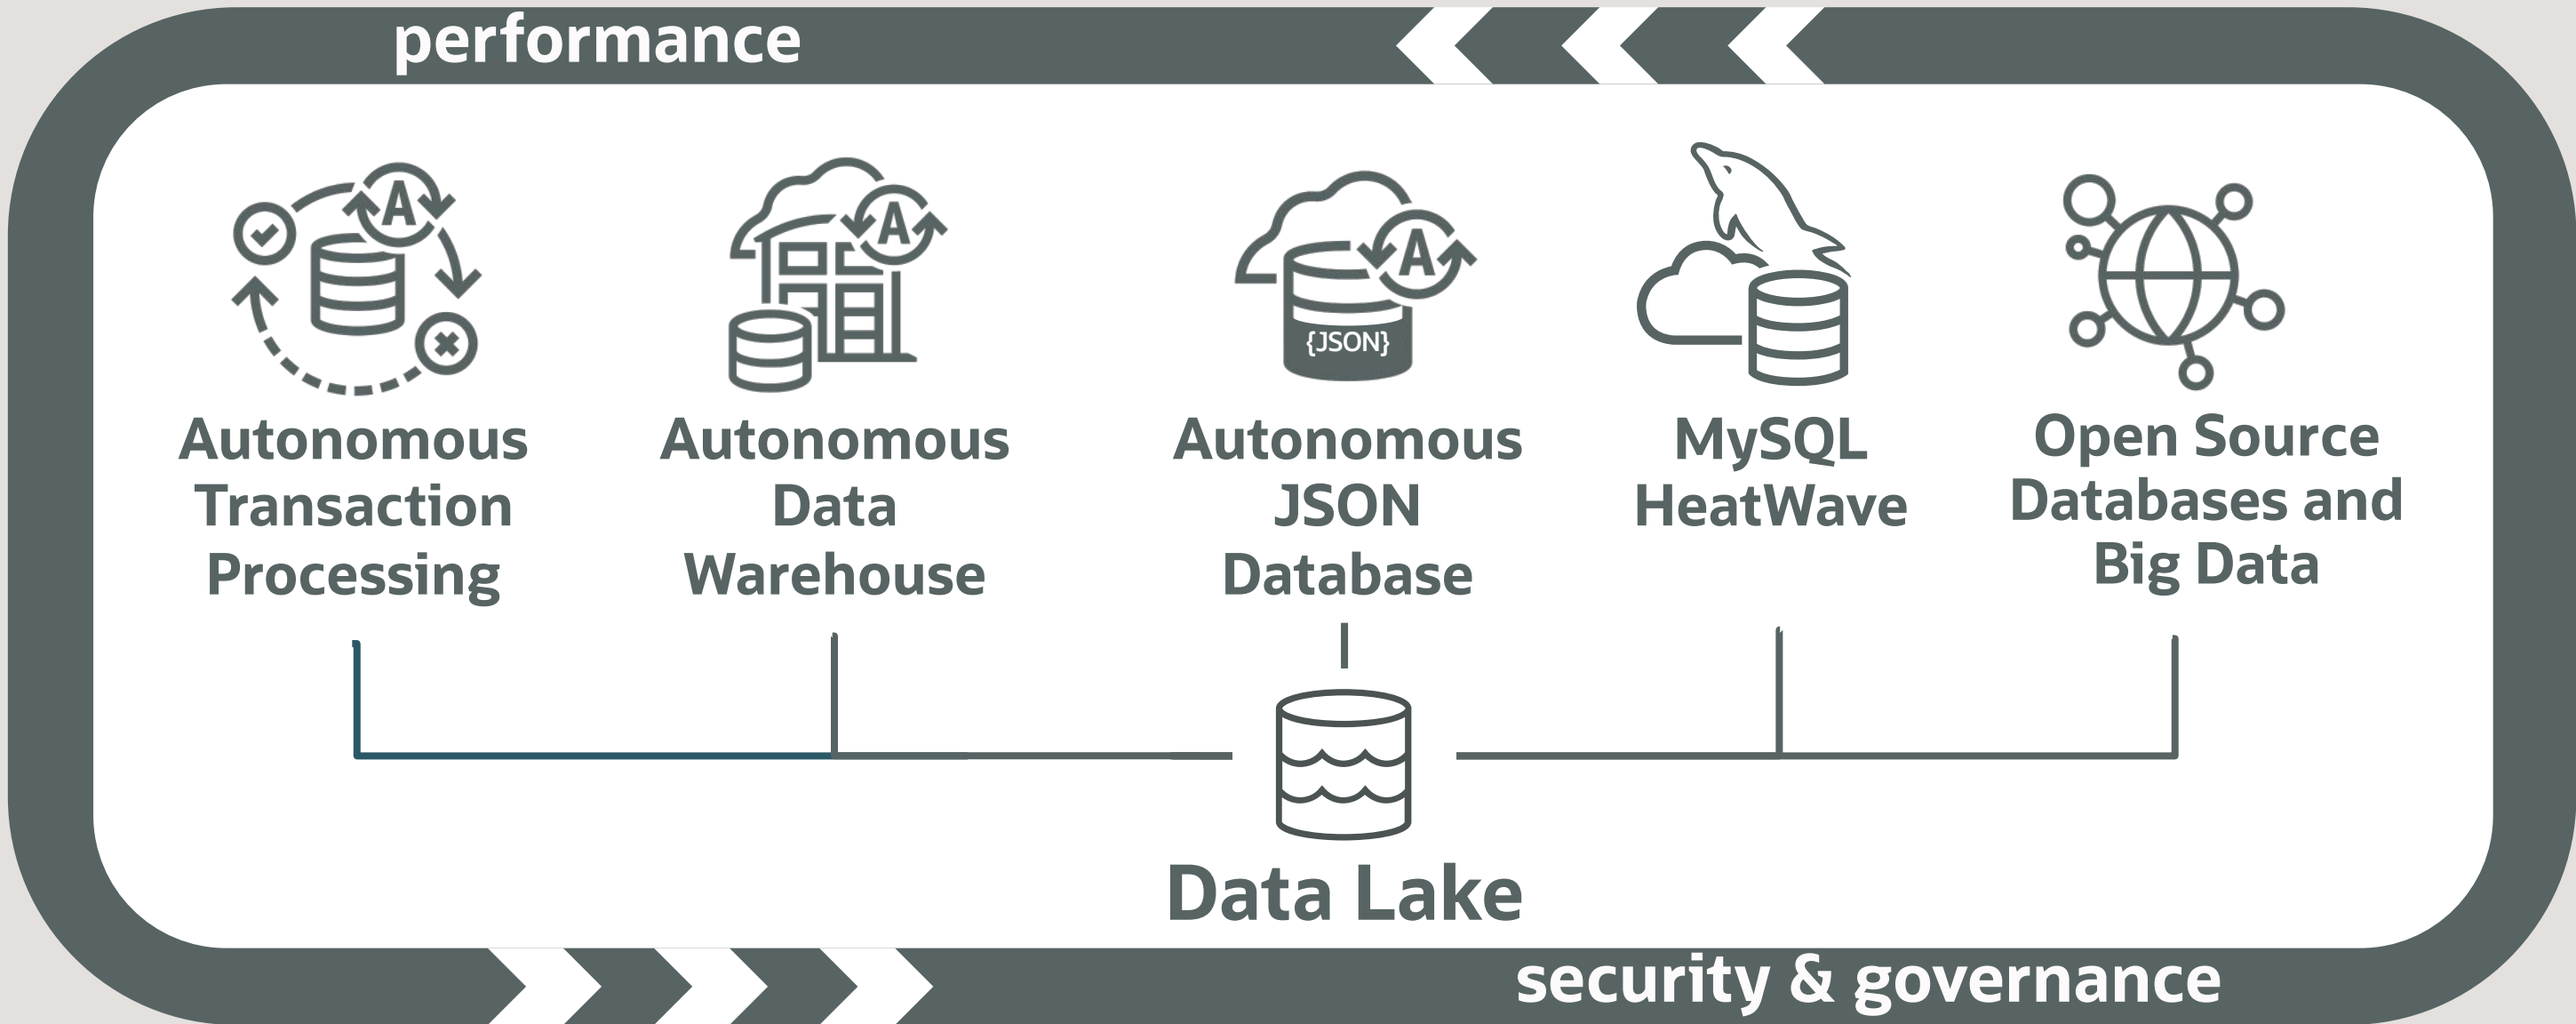 performance
A
A
A
{JSON}
Autonomous
Transaction
Processing
Autonomous
Data
Warehouse
Autonomous
JSON
Database
MySQL
HeatWave
Open Source
Databases and
Big Data
Data Lake
security & governance